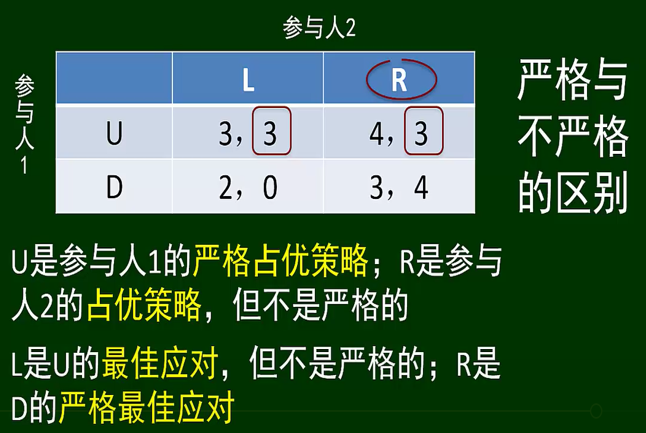 参与人2
参与人1
L R
U 3, 3 4, 3
D 2, 0 3, 4
严格与
不严格
的区别
U是参与人1的严格占优策略；R是参与
人2的占优策略，但不是严格的
L是U的最佳应对，但不是严格的；R是
D的严格最佳应对